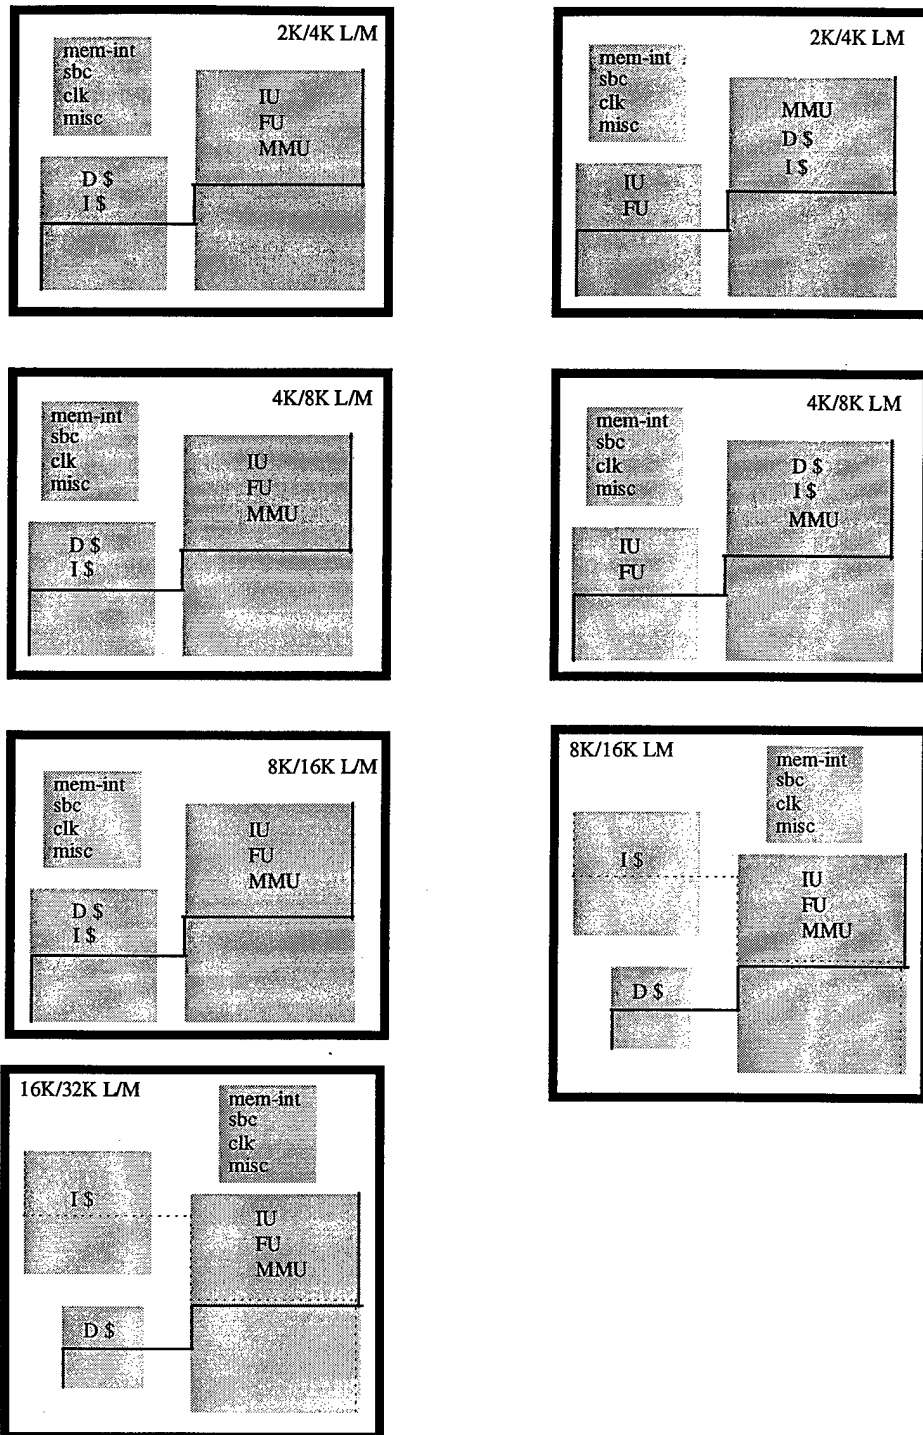 2K/4K L/M
mem-int
sbc
clk
misc
IU
FU
MMU
D $
I $
2K/4K LM
mem-int
sbc
clk
misc
MMU
D $
I $
IU
FU
4K/8K L/M
mem-int
sbc
clk
misc
IU
FU
MMU
D $
I $
4K/8K LM
mem-int
sbc
clk
misc
D $
I $
MMU
IU
FU
8K/16K L/M
mem-int
sbc
clk
misc
IU
FU
MMU
D $
I $
8K/16K LM
mem-int
sbc
clk
misc
I $
IU
FU
MMU
D $
16K/32K L/M
mem-int
sbc
clk
misc
I $
IU
FU
MMU
D $